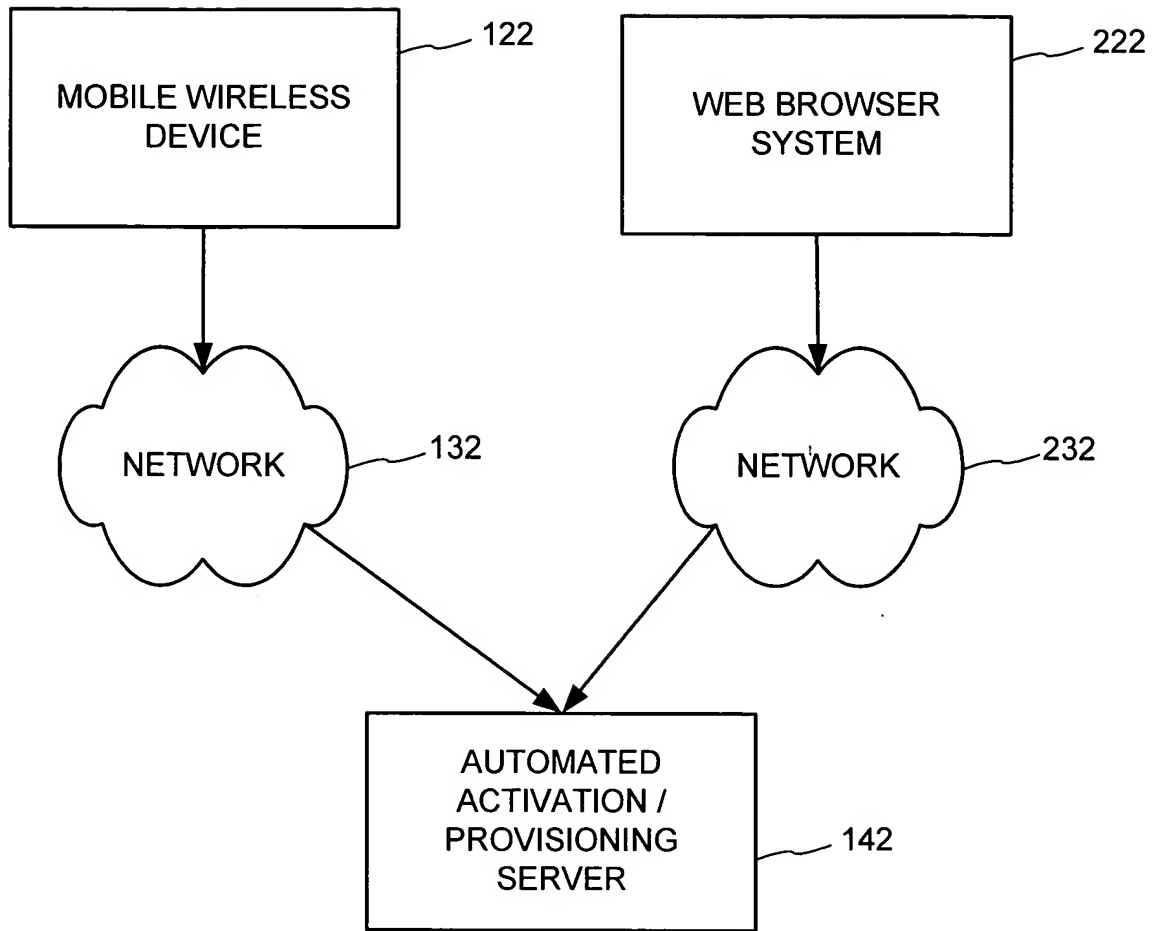 122
222
MOBILE WIRELESS
DEVICE
WEB BROWSER
SYSTEM
NETWORK
132
NETWORK
232
AUTOMATED
ACTIVATION /
PROVISIONING
SERVER
142